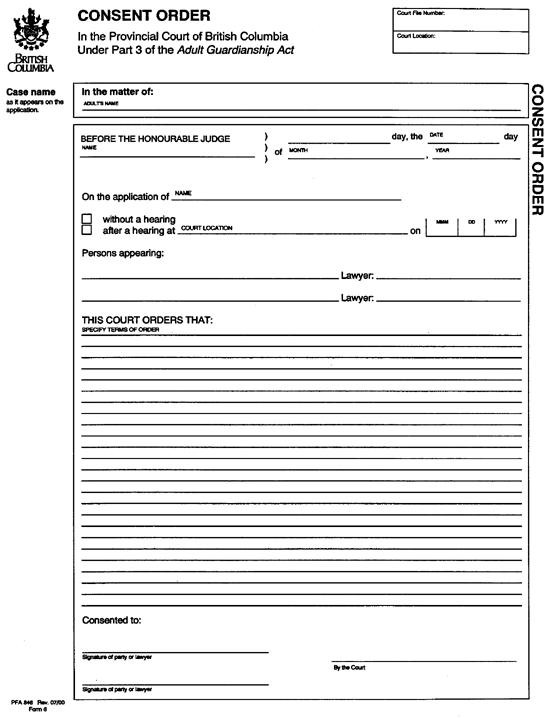 CONSENT ORDER
In the Provincial Court of British Columbia
Under Part 3 of the Adult Guardianship Act
Court File Number:
Court Location:
BRITISH
COLUMBIA
Case name
as it appears on the
application.
In the matter of:
ADULT'S NAME
CONSENT ORDER
BEFORE THE HONOURABLE JUDGE
NAME
)
)
)
day, the DATE day
of MONTH , YEAR
On the application of NAME
without a hearing
after a hearing at COURT LOCATION on MMM DD YYYY
Persons appearing:
Lawyer:
Lawyer:
THIS COURT ORDERS THAT:
SPECIFY TERMS OF ORDER
Consented to:
Signature of party or lawyer
By the Court
Signature of party or lawyer
PFA 846 Rev. 07/00
Form 6